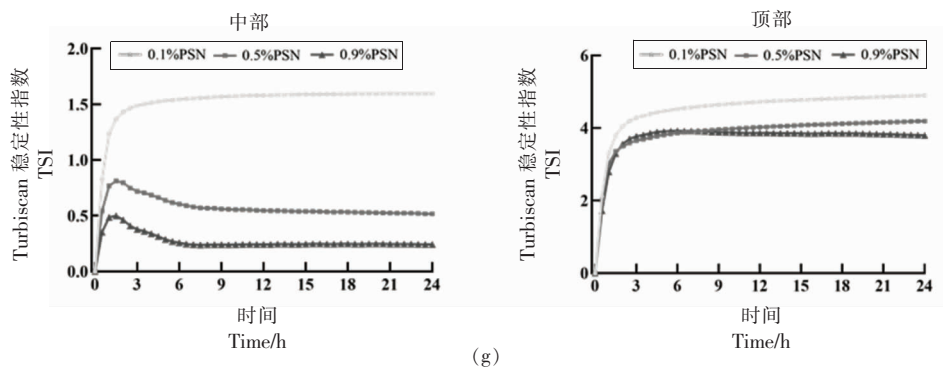 中部
2.0
0.1%PSN 0.5%PSN 0.9%PSN
1.5
1.0
0.5
0.0
Turbiscan 稳定性指数
TSI
0 3 6 9 12 15 18 21 24
时间
Time/h
顶部
6
0.1%PSN 0.5%PSN 0.9%PSN
4
2
0
Turbiscan 稳定性指数
TSI
0 3 6 9 12 15 18 21 24
时间
Time/h
(g)